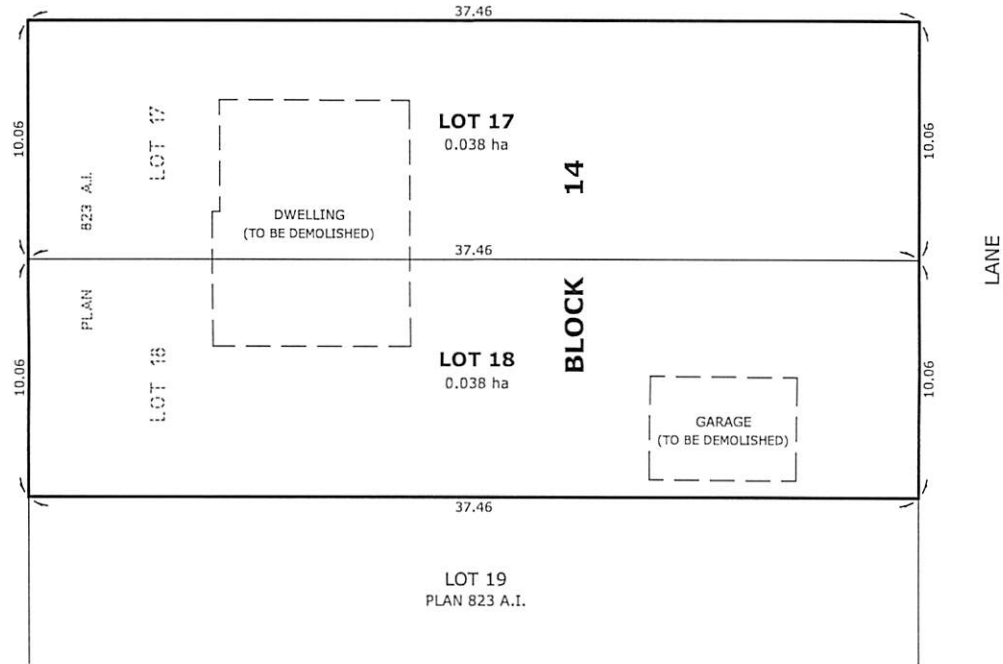 37.46
10.06
LOT 17
LOT 17
0.038 ha
14
10.06
823 A.I.
DWELLING
(TO BE DEMOLISHED)
37.46
LANE
PLAN
BLOCK
10.06
LOT 18
LOT 18
0.038 ha
10.06
GARAGE
(TO BE DEMOLISHED)
37.46
LOT 19
PLAN 823 A.I.